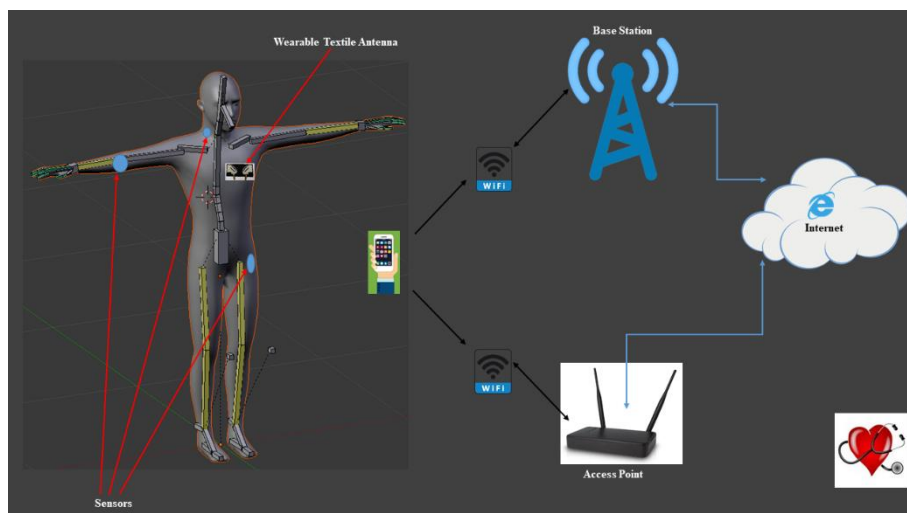 Wearable Textile Antenna
Base Station
WiFi
Internet
WiFi
Access Point
Sensors